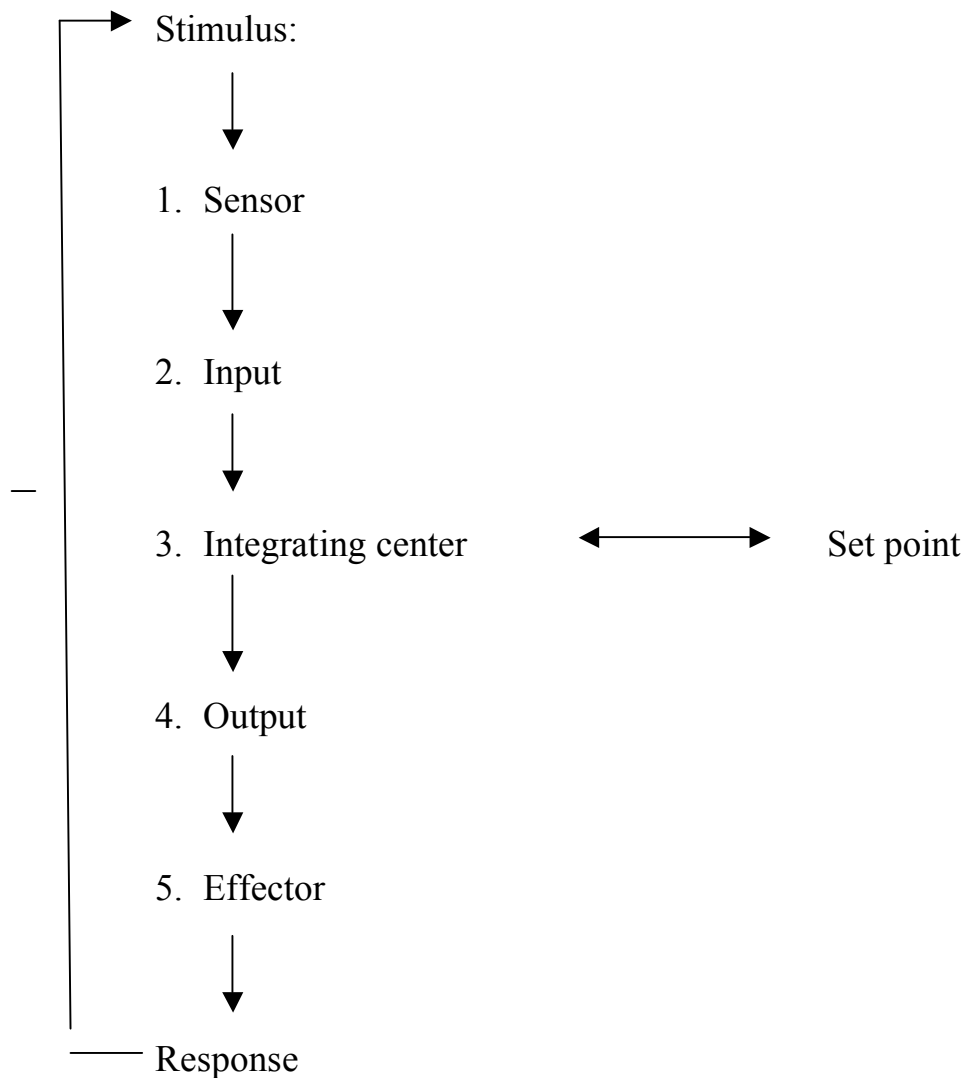 Stimulus:
1. Sensor
2. Input
3. Integrating center Set point
4. Output
5. Effector
Response